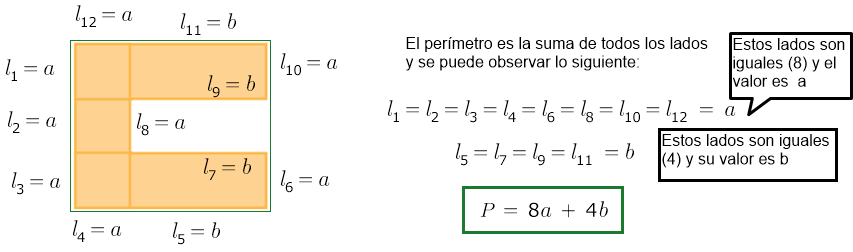 l12 = a
l11 = b
l1 = a
l10 = a
l9 = b
l2 = a
l8 = a
l7 = b
l3 = a
l6 = a
l4 = a
l5 = b
El perímetro es la suma de todos los lados
y se puede observar lo siguiente:
Estos lados son
iguales (8) y el
valor es a
l1 = l2 = l3 = l4 = l6 = l8 = l10 = l12 = a
l5 = l7 = l9 = l11 = b
Estos lados son iguales
(4) y su valor es b
P = 8a + 4b